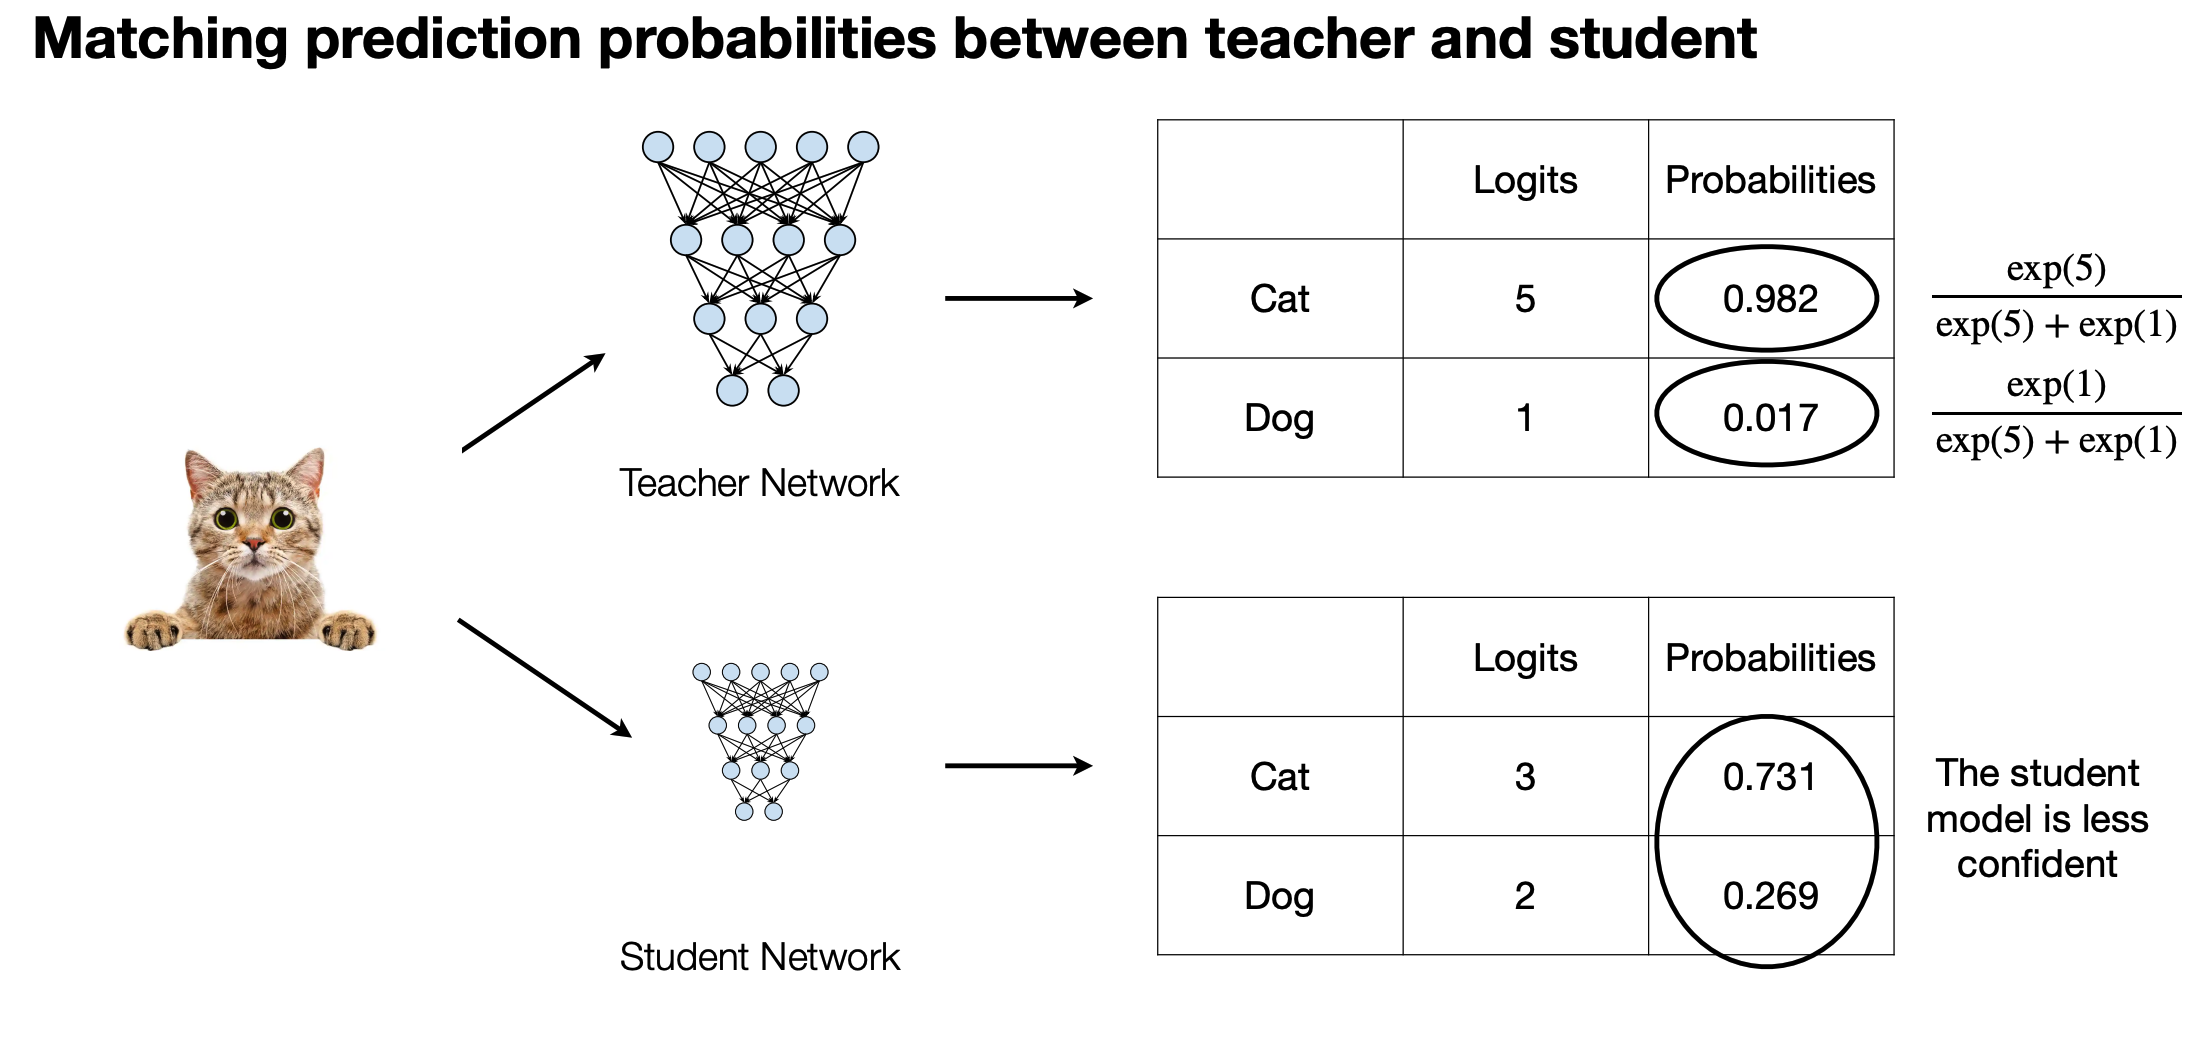 Matching prediction probabilities between teacher and student
Logits Probabilities
Cat 5 0.982
Dog 1 0.017
exp(5)
exp(5) + exp(1)
exp(1)
exp(5) + exp(1)
Teacher Network
Logits Probabilities
Cat 3 0.731
Dog 2 0.269
The student
model is less
confident
Student Network